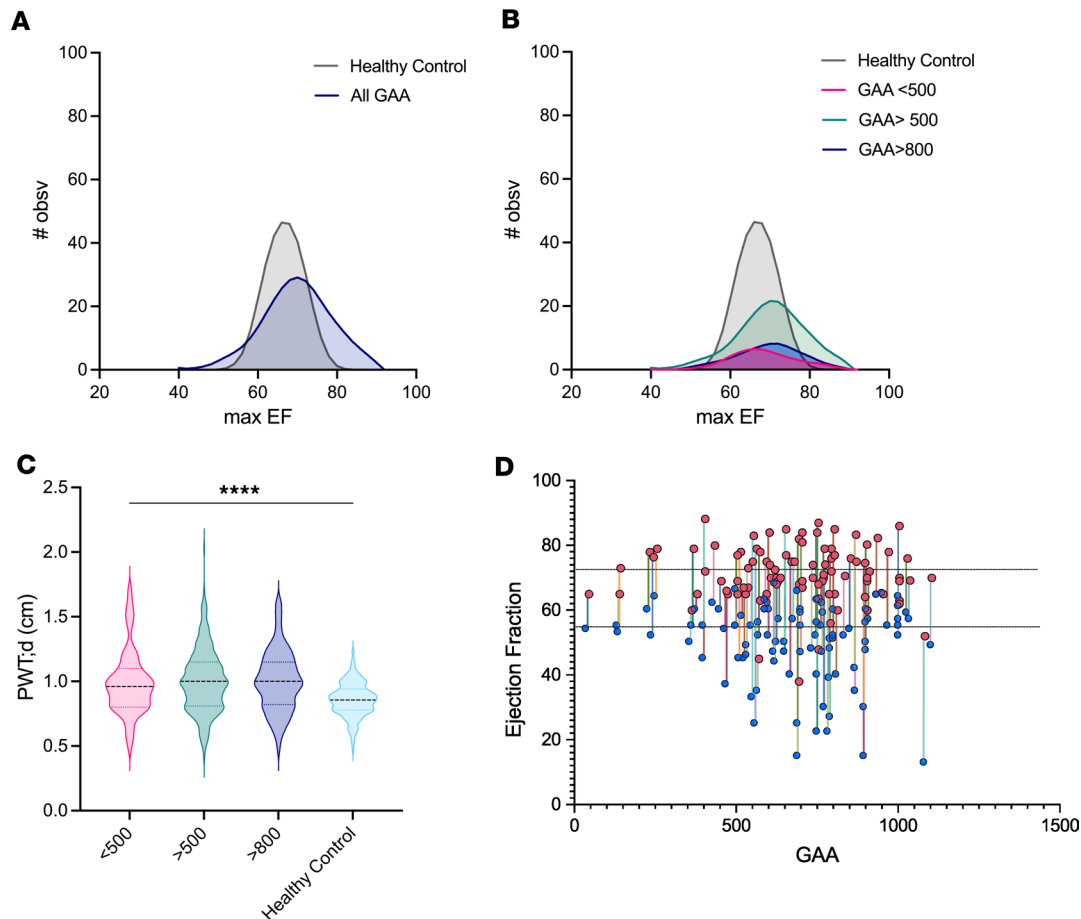 A
100
80
60
40
20
0
# obsv
Healthy Control
All GAA
20
40
60
80
100
max EF
B
100
80
60
40
20
0
# obsv
Healthy Control
GAA <500
GAA> 500
GAA>800
20
40
60
80
100
max EF
C
2.5
2.0
1.5
1.0
0.5
0.0
PWT;d (cm)
****
<500
>500
>800
Healthy Control
D
100
80
60
40
20
0
Ejection Fraction
0
500
1000
1500
GAA